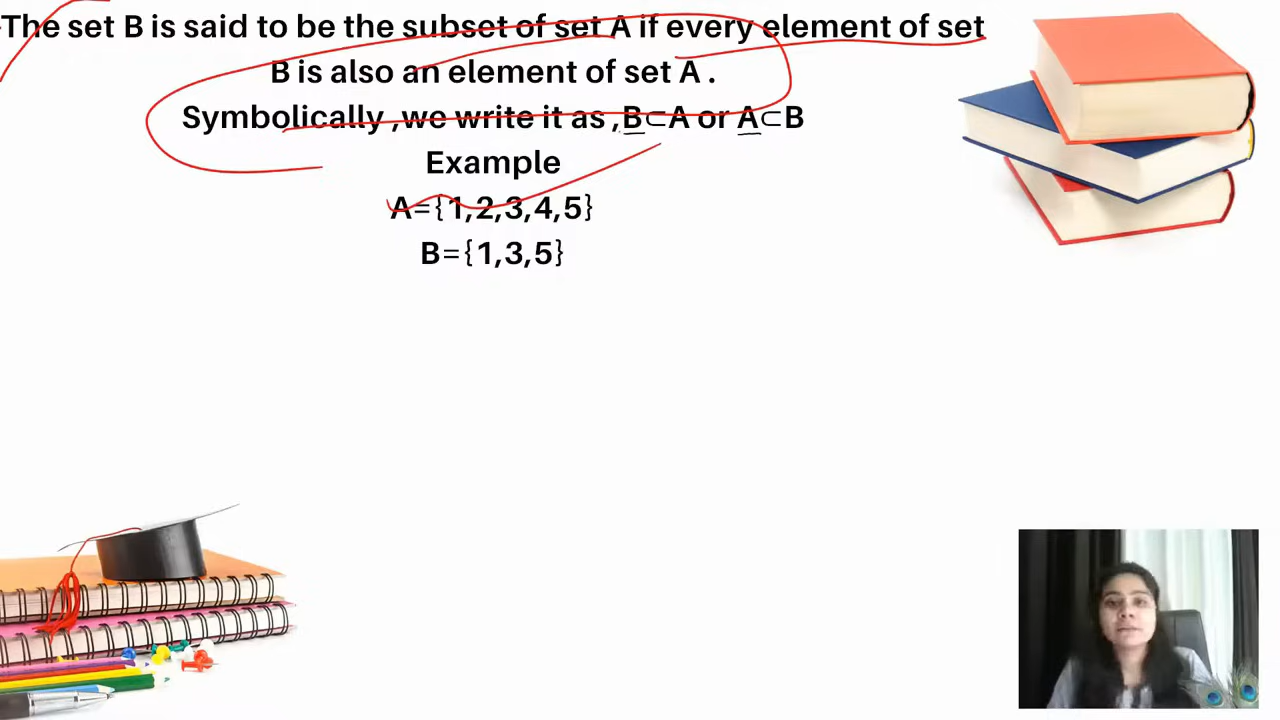 The set B is said to be the subset of set A if every element of set
B is also an element of set A .
Symbolically ,we write it as ,B⊂A or A⊂B
Example
A={1,2,3,4,5}
B={1,3,5}